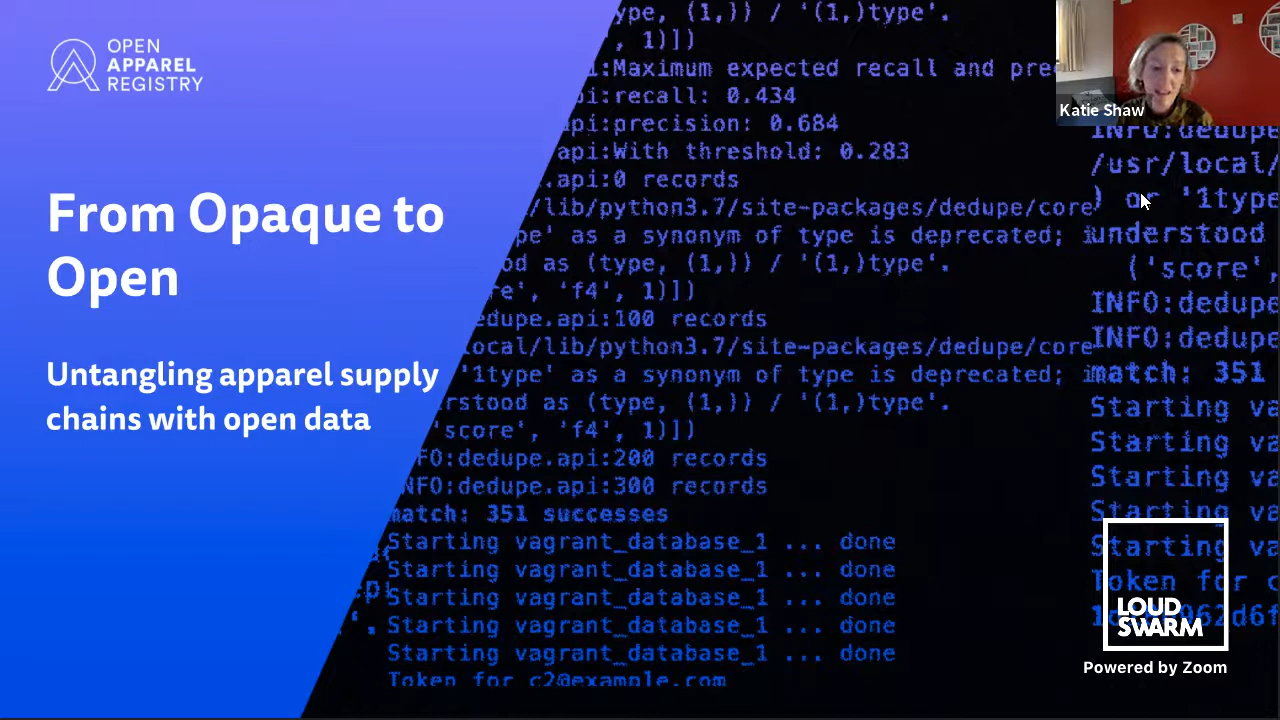 OPEN
APPAREL
REGISTRY
From Opaque to
Open
Untangling apparel supply
chains with open data
ype, (1,)) / '(1,)type'.
', 1)])
:Maximum expected recall and prec
pi:recall: 0.434
api:precision: 0.684
api:With threshold: 0.283
.api:0 records
/lib/python3.7/site-packages/dedupe/core
pe' as a synonym of type is deprecated; i
od as (type, (1,)) / '(1,)type'.
re', 'f4', 1)])
edupe.api:100 records
ocal/lib/python3.7/site-packages/dedupe/core
'1type' as a synonym of type is deprecated; i
rstood as (type, (1,)) / '(1,)type'.
'score', 'f4', 1)])
NFO:dedupe.api:200 records
INFO:dedupe.api:300 records
match: 351 successes
Starting vagrant_database_1 ... done
Starting vagrant_database_1 ... done
Starting vagrant_database_1 ... done
Starting vagrant_database_1 ... done
Starting vagrant_database_1 ... done
Token for c2@example.com
Katie Shaw
INFO:dedupe
/usr/local/
) or '1type
understood
('score',
INFO:dedupe
INFO:dedupe
match: 351
Starting va
Starting va
Starting va
Starting va
Starting va
Token for c
LOUD
SWARM
Powered by Zoom